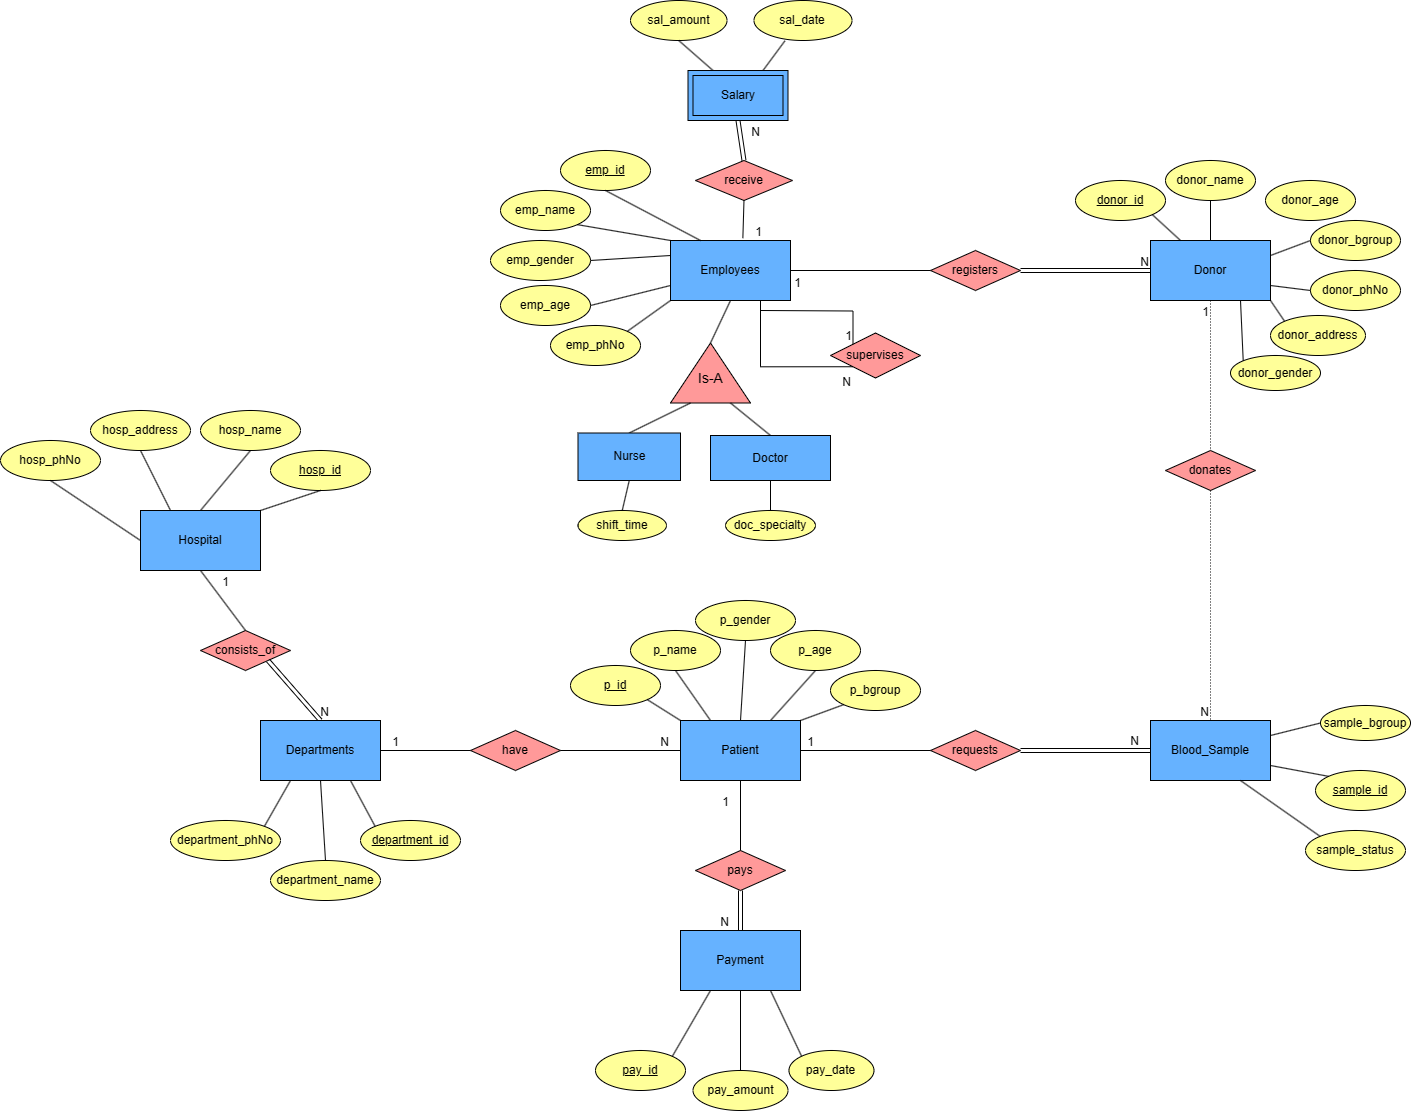 sal_amount
sal_date
Salary
N
receive
1
emp_id
emp_name
emp_gender
emp_age
emp_phNo
Employees
1
registers
N
donor_id
donor_name
donor_age
donor_bgroup
donor_phNo
donor_address
donor_gender
Donor
1
1
supervises
N
Is-A
Nurse
Doctor
shift_time
doc_specialty
donates
hosp_phNo
hosp_address
hosp_name
hosp_id
Hospital
1
consists_of
N
Departments
department_phNo
department_name
department_id
1
have
N
p_id
p_name
p_gender
p_age
p_bgroup
Patient
1
requests
N
N
Blood_Sample
sample_bgroup
sample_id
sample_status
1
pays
N
Payment
pay_id
pay_amount
pay_date